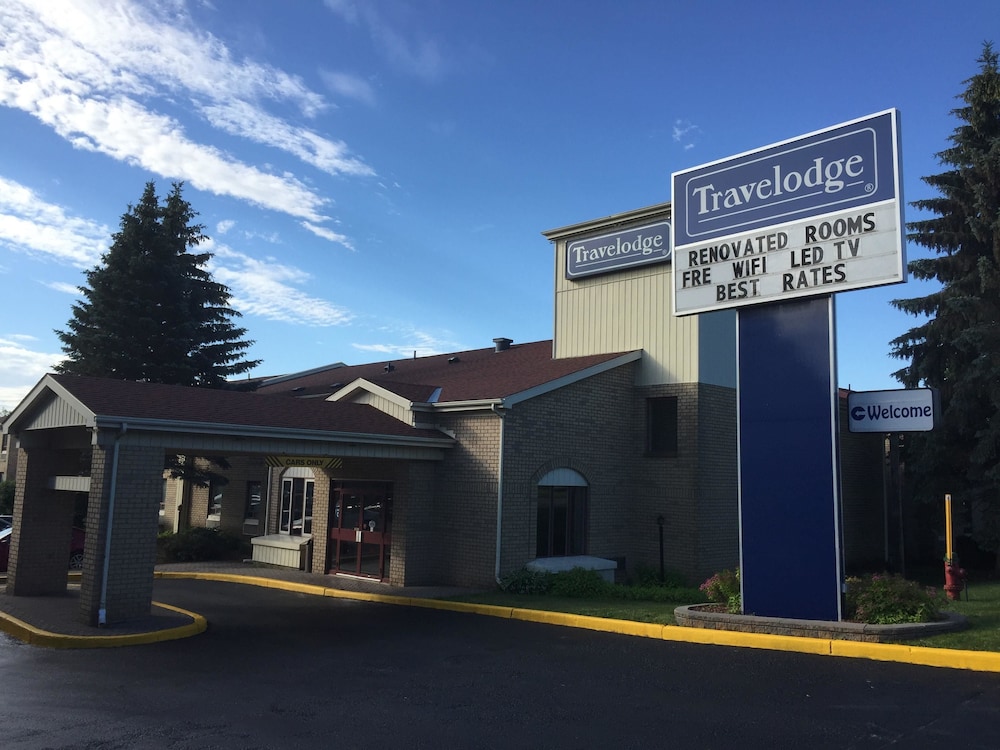 Travelodge®
RENOVATED ROOMS
FRE WIFI LED TV
BEST RATES
Travelodge®
Welcome
CARS ONLY